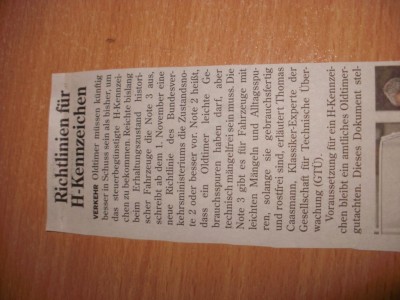 Richtlinien für
H-Kennzeichen
VERKEHR Oldtimer müssen künftig
besser in Schuss sein als bisher, um
das steuerbegünstigte H-Kennzei-
chen zu bekommen. Reichte bislang
beim Erhaltungszustand histori-
scher Fahrzeuge die Note 3 aus,
schreibt ab dem 1. November eine
neue Richtlinie des Bundesver-
kehrsministeriums die Zustandsno-
te 2 oder besser vor. Note 2 heißt,
dass ein Oldtimer leichte Ge-
brauchsspuren haben darf, aber
technisch mängelfrei sein muss. Die
Note 3 gibt es für Fahrzeuge mit
leichten Mängeln und Alltagsspu-
ren, solange sie gebrauchsfertig
und rostfrei sind, erläutert Thomas
Caasmann, Klassiker-Experte der
Gesellschaft für Technische Über-
wachung (GTÜ).
Voraussetzung für ein H-Kennzei-
chen bleibt ein amtliches Oldtimer-
gutachten. Dieses Dokument stel-